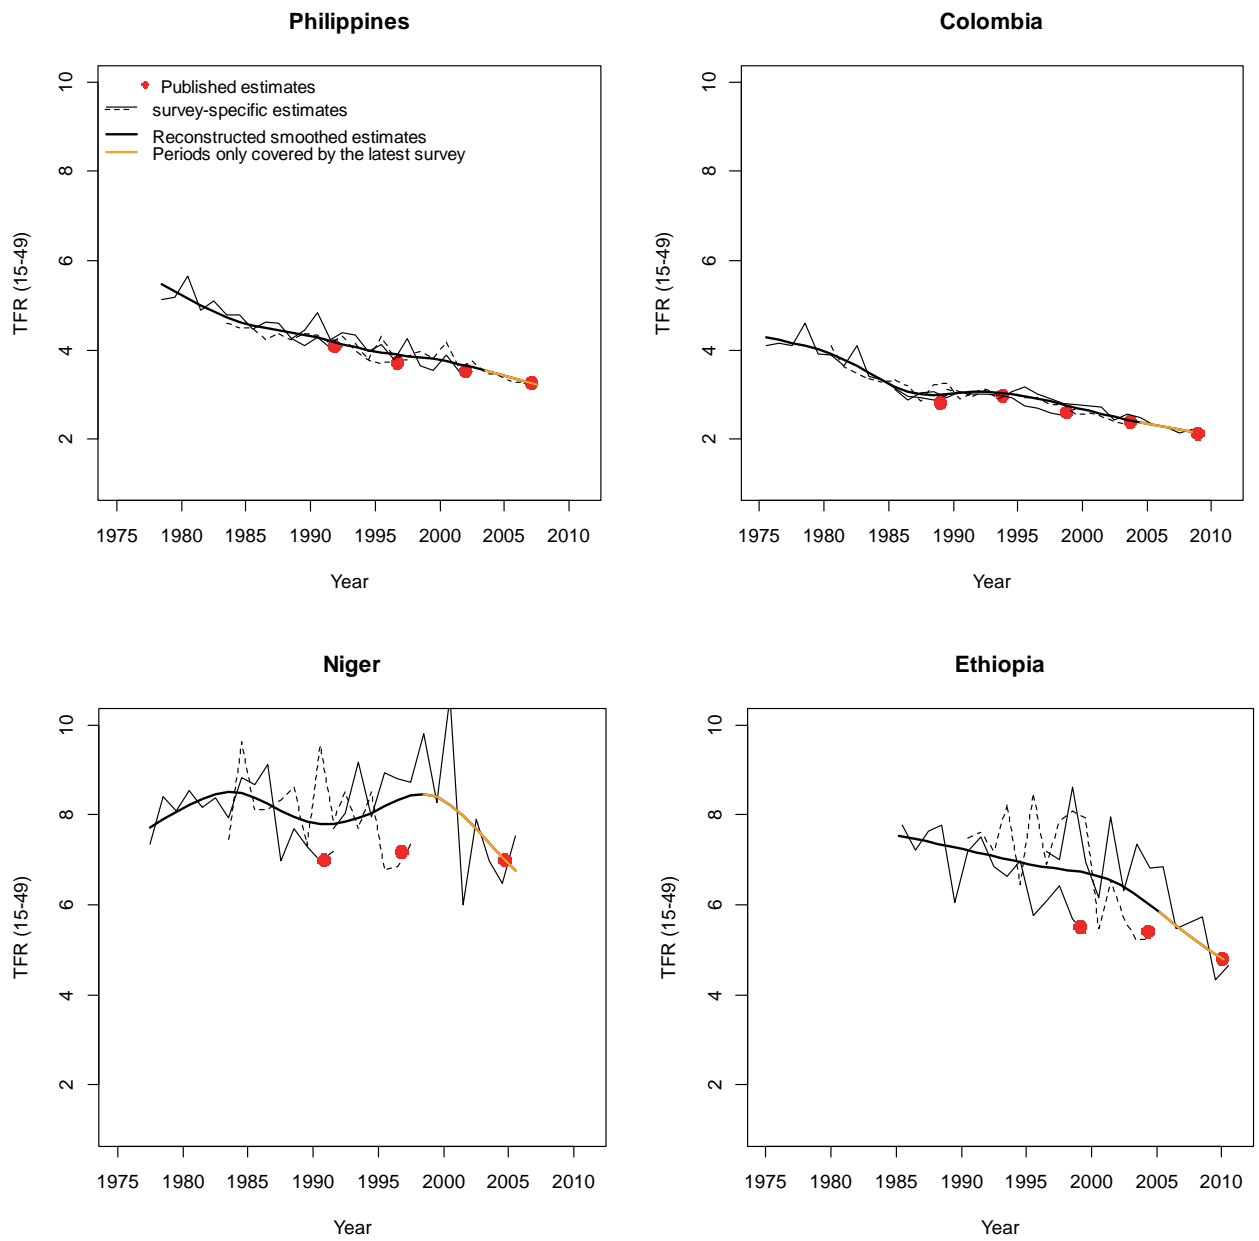 Philippines
Published estimates
survey-specific estimates
Reconstructed smoothed estimates
Periods only covered by the latest survey
TFR (15-49)
10
8
6
4
2
1975 1980 1985 1990 1995 2000 2005 2010
Year
Colombia
TFR (15-49)
10
8
6
4
2
1975 1980 1985 1990 1995 2000 2005 2010
Year
Niger
TFR (15-49)
10
8
6
4
2
1975 1980 1985 1990 1995 2000 2005 2010
Year
Ethiopia
TFR (15-49)
10
8
6
4
2
1975 1980 1985 1990 1995 2000 2005 2010
Year